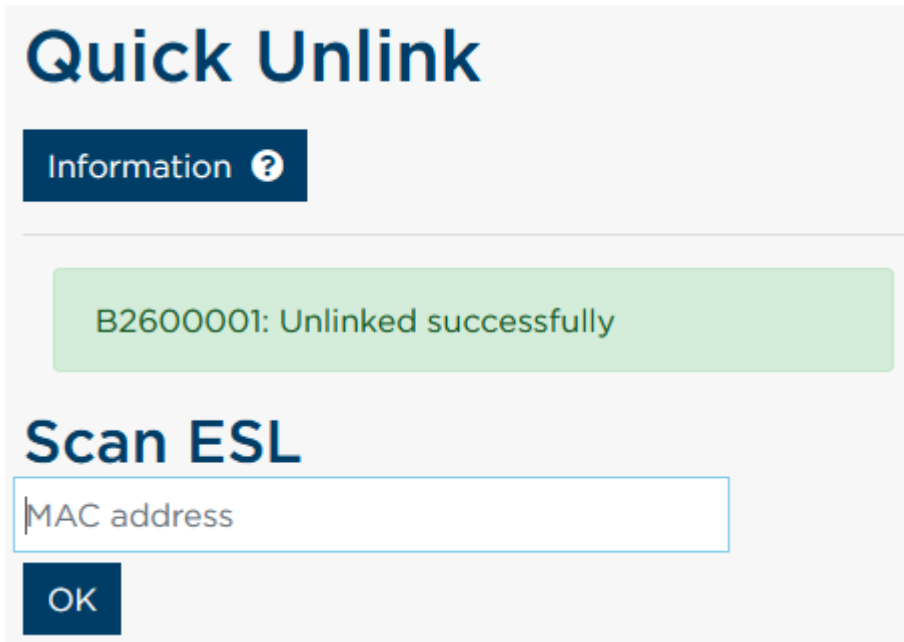 Quick Unlink
Information ?
B2600001: Unlinked successfully
Scan ESL
MAC address
OK